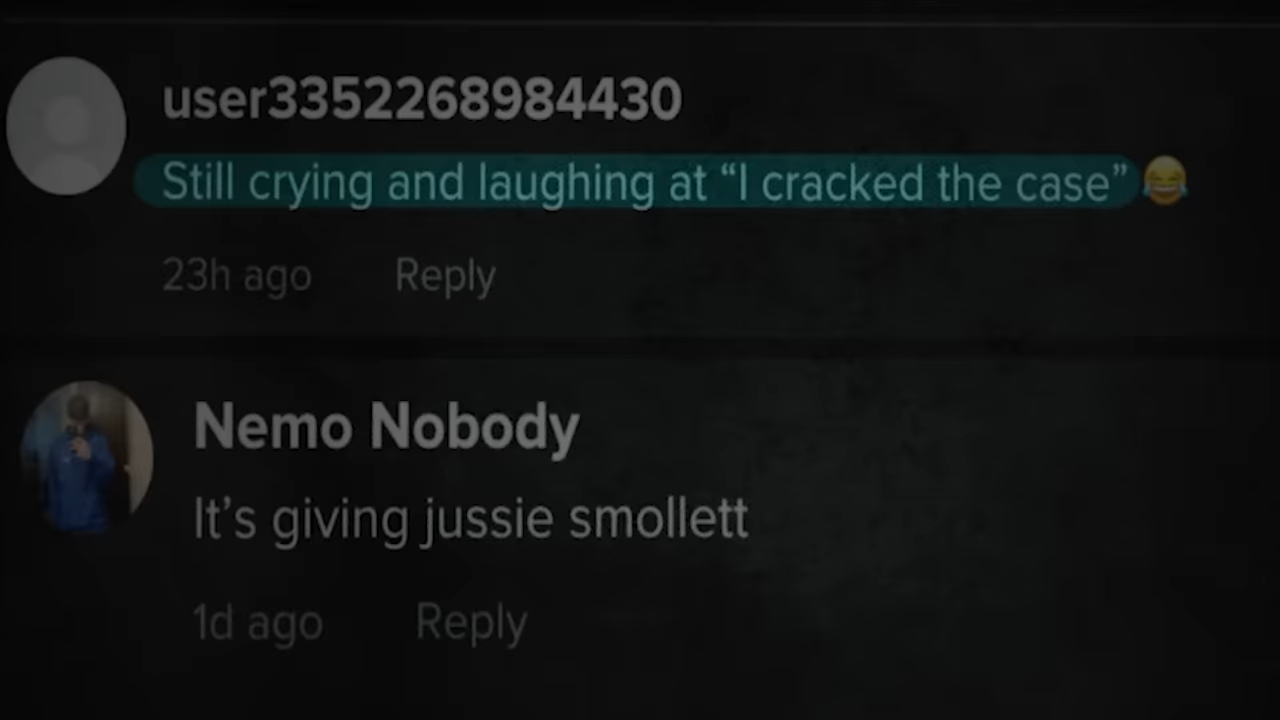 user3352268984430
Still crying and laughing at “I cracked the case”😂
23h ago Reply
Nemo Nobody
It’s giving jussie smollett
1d ago Reply